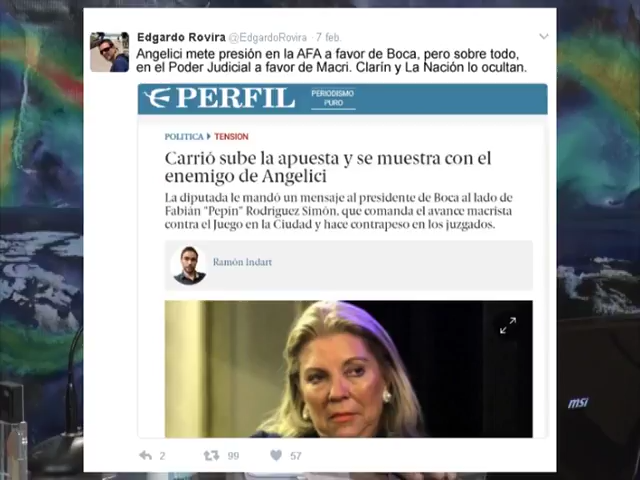 Edgardo Rovira @EdgardoRovira · 7 feb.
Angelici mete presión en la AFA a favor de Boca, pero sobre todo,
en el Poder Judicial a favor de Macri. Clarín y La Nación lo ocultan.
PERFIL
PERIODISMO
PURO
POLITICA TENSION
Carrió sube la apuesta y se muestra con el
enemigo de Angelici
La diputada le mandó un mensaje al presidente de Boca al lado de
Fabián "Pepín" Rodríguez Simón, que comanda el avance macrista
contra el Juego en la Ciudad y hace contrapeso en los juzgados.
Ramón Indart
msi
2 99 57